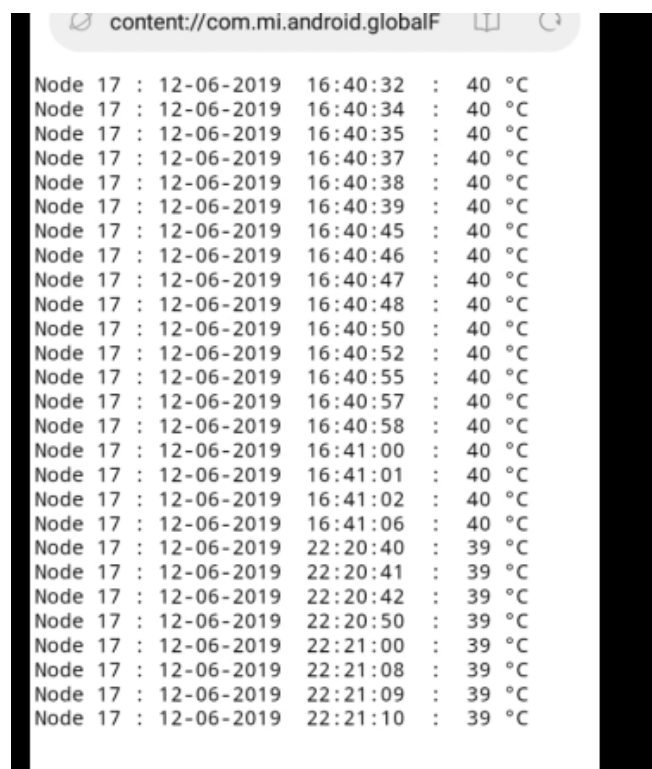 content://com.mi.android.globalF
Node 17 : 12-06-2019  16:40:32  :  40 °C
Node 17 : 12-06-2019  16:40:34  :  40 °C
Node 17 : 12-06-2019  16:40:35  :  40 °C
Node 17 : 12-06-2019  16:40:37  :  40 °C
Node 17 : 12-06-2019  16:40:38  :  40 °C
Node 17 : 12-06-2019  16:40:39  :  40 °C
Node 17 : 12-06-2019  16:40:45  :  40 °C
Node 17 : 12-06-2019  16:40:46  :  40 °C
Node 17 : 12-06-2019  16:40:47  :  40 °C
Node 17 : 12-06-2019  16:40:48  :  40 °C
Node 17 : 12-06-2019  16:40:50  :  40 °C
Node 17 : 12-06-2019  16:40:52  :  40 °C
Node 17 : 12-06-2019  16:40:55  :  40 °C
Node 17 : 12-06-2019  16:40:57  :  40 °C
Node 17 : 12-06-2019  16:40:58  :  40 °C
Node 17 : 12-06-2019  16:41:00  :  40 °C
Node 17 : 12-06-2019  16:41:01  :  40 °C
Node 17 : 12-06-2019  16:41:02  :  40 °C
Node 17 : 12-06-2019  16:41:06  :  40 °C
Node 17 : 12-06-2019  22:20:40  :  39 °C
Node 17 : 12-06-2019  22:20:41  :  39 °C
Node 17 : 12-06-2019  22:20:42  :  39 °C
Node 17 : 12-06-2019  22:20:50  :  39 °C
Node 17 : 12-06-2019  22:21:00  :  39 °C
Node 17 : 12-06-2019  22:21:08  :  39 °C
Node 17 : 12-06-2019  22:21:09  :  39 °C
Node 17 : 12-06-2019  22:21:10  :  39 °C